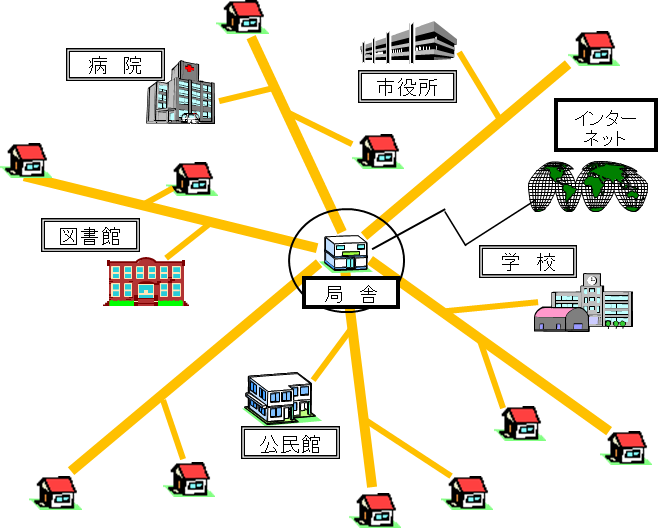 病 院
市役所
インター
ネット
図書館
学 校
局 舎
公民館